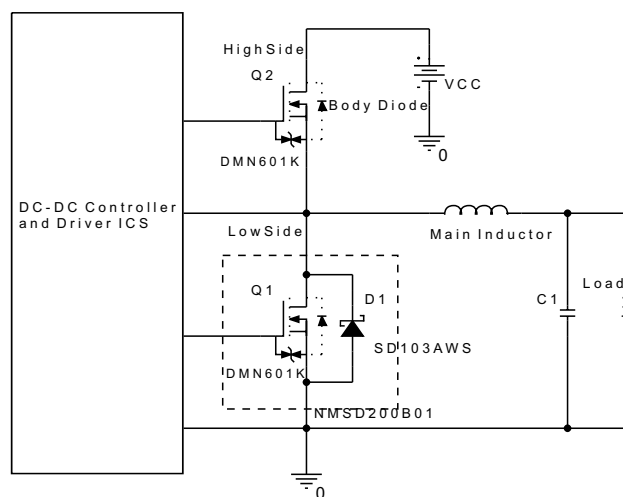 HighSide
Q2
VCC
Body Diode
0
DMN601K
DC-DC Controller
and Driver ICS
LowSide
Main Inductor
Q1
D1
C1
Load
SD103AWS
DMN601K
NMSD200B01
0